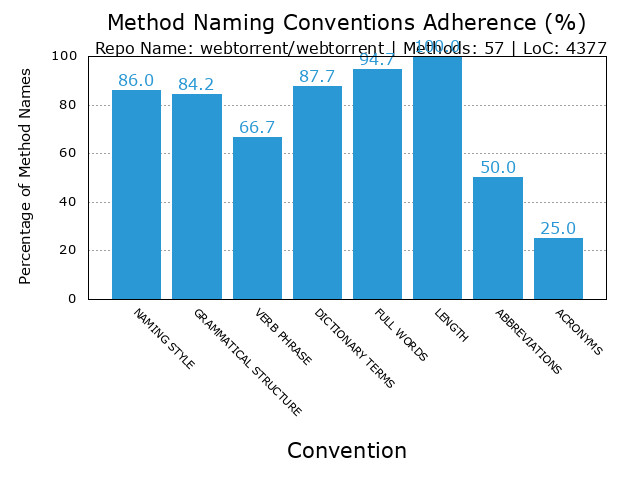 Method Naming Conventions Adherence (%)
Repo Name: webtorrent/webtorrent | Methods: 57 | LoC: 4377
Percentage of Method Names
100
80
60
40
20
0
86.0
84.2
66.7
87.7
94.7
100.0
50.0
25.0
NAMING STYLE
GRAMMATICAL STRUCTURE
VERB PHRASE
DICTIONARY TERMS
FULL WORDS
LENGTH
ABBREVIATIONS
ACRONYMS
Convention